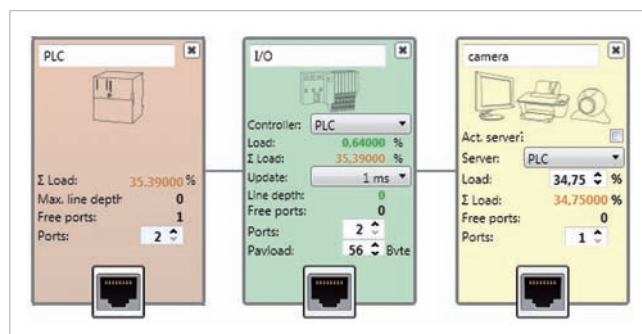 PLC
Σ Load: 35.39000 %
Max. line depth 0
Free ports: 1
Ports: 2
I/O
Controller: PLC
Load: 0,64000 %
Σ Load: 35,39000 %
Update: 1 ms
Line depth: 0
Free ports: 0
Ports: 2
Payload: 56 Byte
camera
Act. server:
Server: PLC
Load: 34,75 %
Σ Load: 34,75000 %
Free ports: 0
Ports: 1